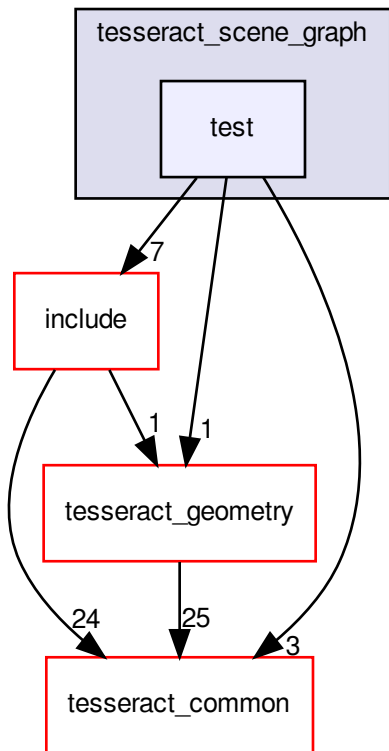 tesseract_scene_graph
test
7
include
1
1
tesseract_geometry
24
25
3
tesseract_common